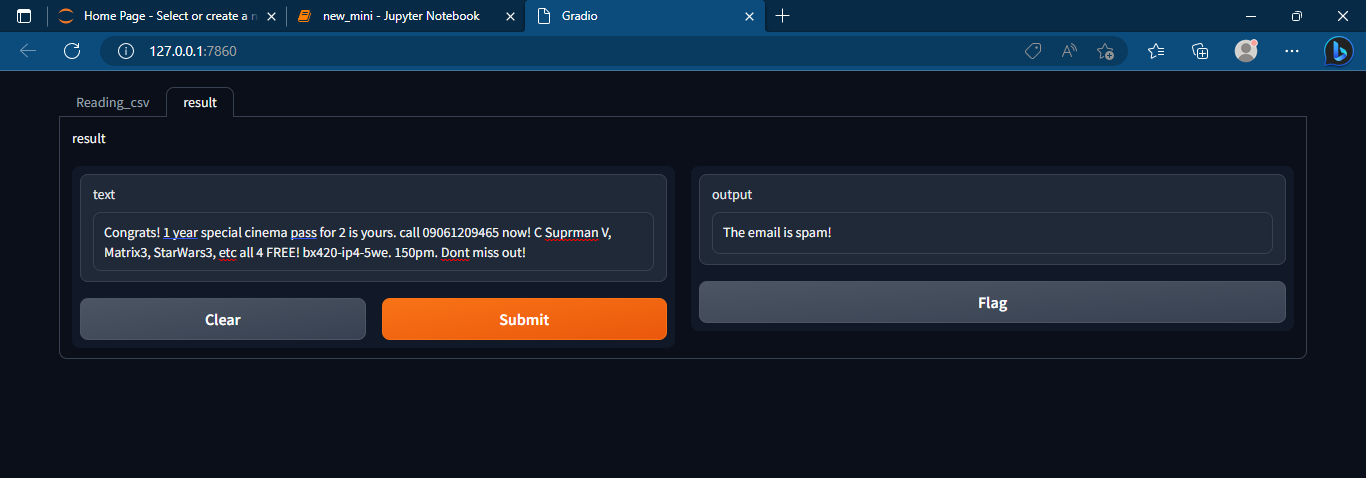 Home Page - Select or create a n
new_mini - Jupyter Notebook
Gradio
127.0.0.1:7860
Reading_csv
result
result
text
Congrats! 1 year special cinema pass for 2 is yours. call 09061209465 now! C Suprman V,
Matrix3, StarWars3, etc all 4 FREE! bx420-ip4-5we. 150pm. Dont miss out!
Clear
Submit
output
The email is spam!
Flag